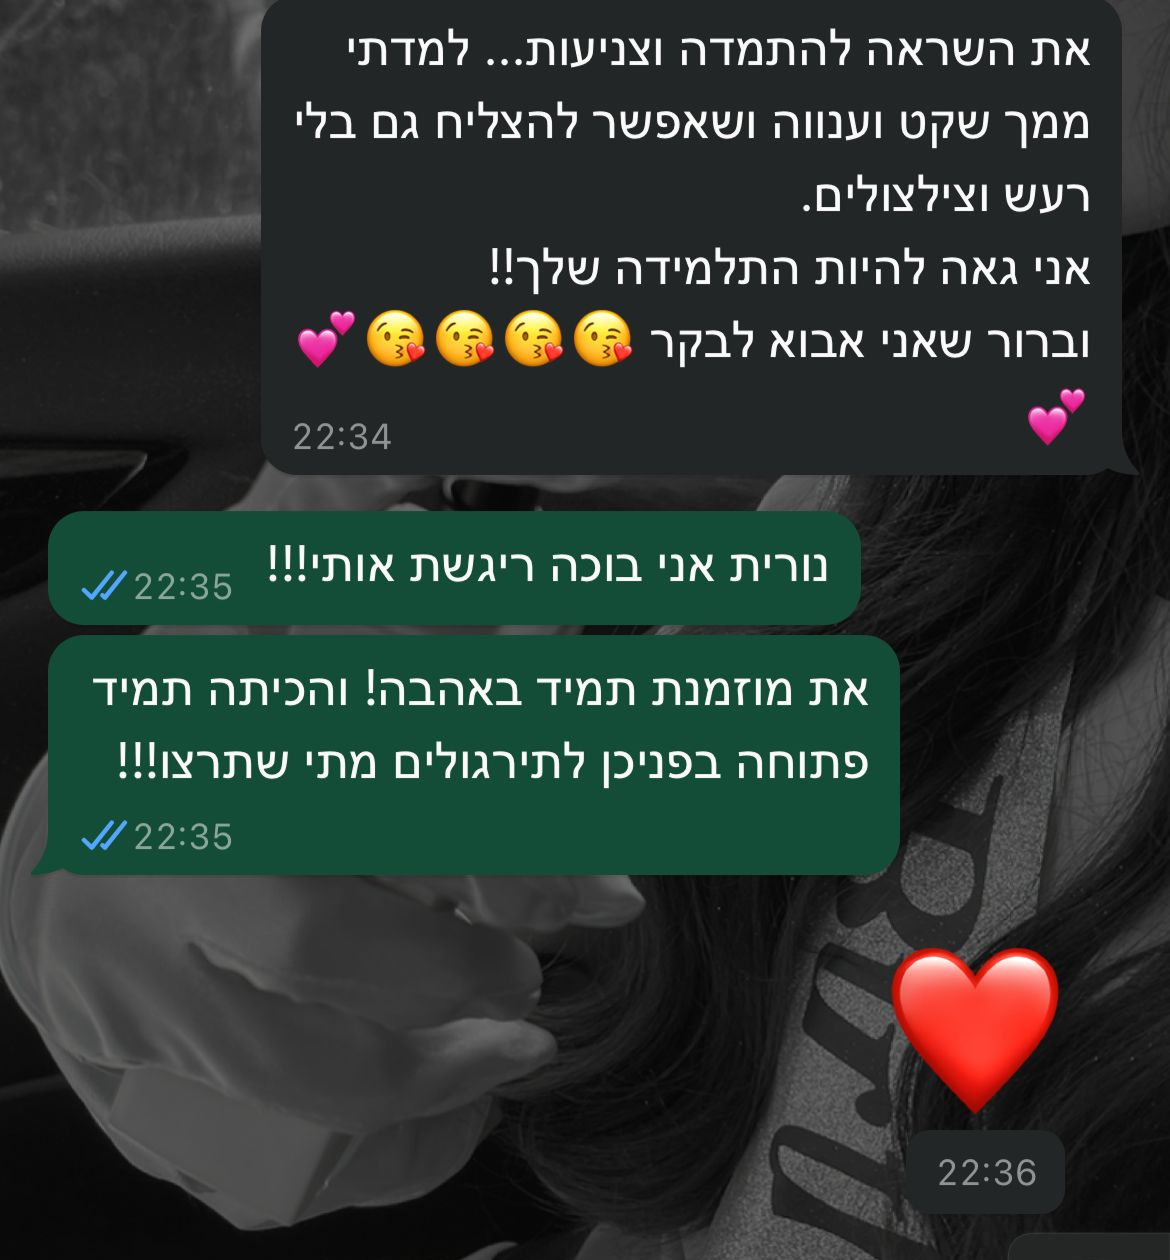 את השראה להתמדה וצניעות... למדתי
ממך שקט וענווה ושאפשר להצליח גם בלי
רעש וצילצולים.
אני גאה להיות התלמידה שלך!!
וברור שאני אבוא לבקר 😘😘😘😘💕
💕
22:34
נורית אני בוכה ריגשת אותי!!!
22:35
את מוזמנת תמיד באהבה! והכיתה תמיד
פתוחה בפניכן לתירגולים מתי שתרצו!!!
22:35
❤️
22:36